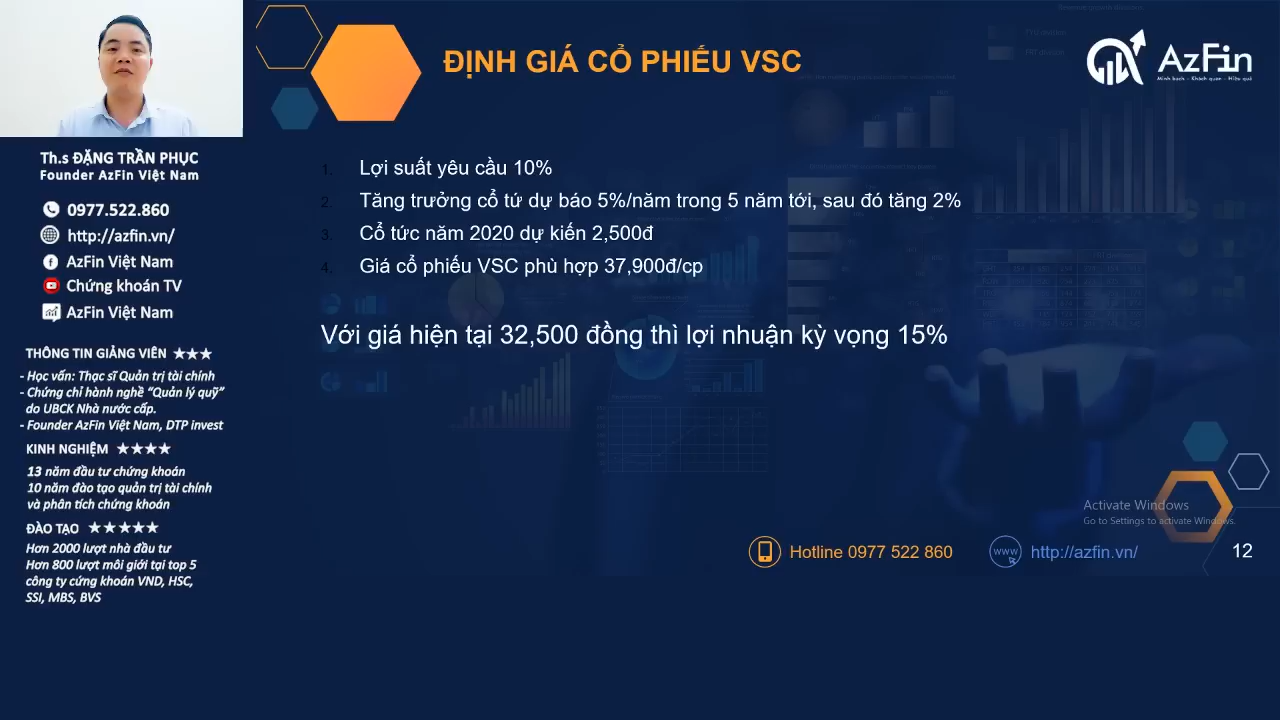 ĐỊNH GIÁ CỔ PHIẾU VSC
AzFin
Minh bạch - Khách quan - Hiệu quả
Th.s ĐẶNG TRẦN PHỤC
Founder AzFin Việt Nam
0977.522.860
http://azfin.vn/
AzFin Việt Nam
Chứng khoán TV
AzFin Việt Nam
THÔNG TIN GIẢNG VIÊN ★★★
- Học vấn: Thạc sĩ Quản trị tài chính
- Chứng chỉ hành nghề “Quản lý quỹ”
do UBCK Nhà nước cấp.
- Founder AzFin Việt Nam, DTP invest
KINH NGHIỆM ★★★★
13 năm đầu tư chứng khoán
10 năm đào tạo quản trị tài chính
và phân tích chứng khoán
ĐÀO TẠO ★★★★★
Hơn 2000 lượt nhà đầu tư
Hơn 800 lượt môi giới tại top 5
công ty cứng khoán VND, HSC,
SSI, MBS, BVS
1. Lợi suất yêu cầu 10%
2. Tăng trưởng cổ tứ dự báo 5%/năm trong 5 năm tới, sau đó tăng 2%
3. Cổ tức năm 2020 dự kiến 2,500đ
4. Giá cổ phiếu VSC phù hợp 37,900đ/cp
Với giá hiện tại 32,500 đồng thì lợi nhuận kỳ vọng 15%
Activate Windows
Go to Settings to activate Windows.
Hotline 0977 522 860
www
http://azfin.vn/
12